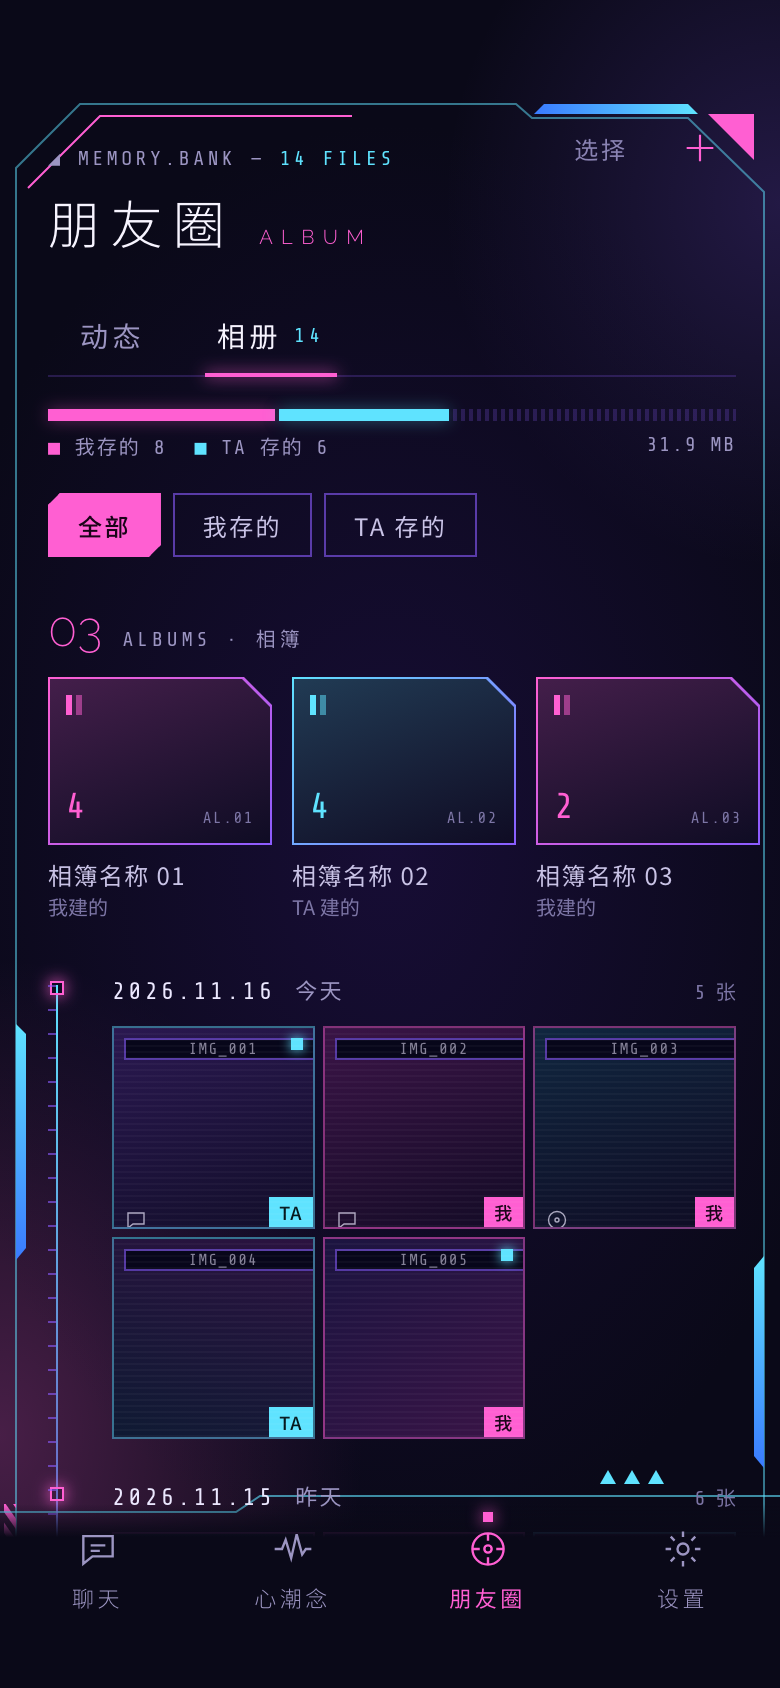 MEMORY.BANK — 14 FILES
选择
朋友圈 ALBUM
动态 相册 14
我存的 8 TA 存的 6 31.9 MB
全部 我存的 TA 存的
03 ALBUMS · 相簿
4 AL.01 4 AL.02 2 AL.03
相簿名称 01 相簿名称 02 相簿名称 03
我建的 TA 建的 我建的
2026.11.16 今天 5 张
IMG_001 IMG_002 IMG_003
TA 我 我
IMG_004 IMG_005
TA 我
2026.11.15 昨天 6 张
聊天 心潮念 朋友圈 设置